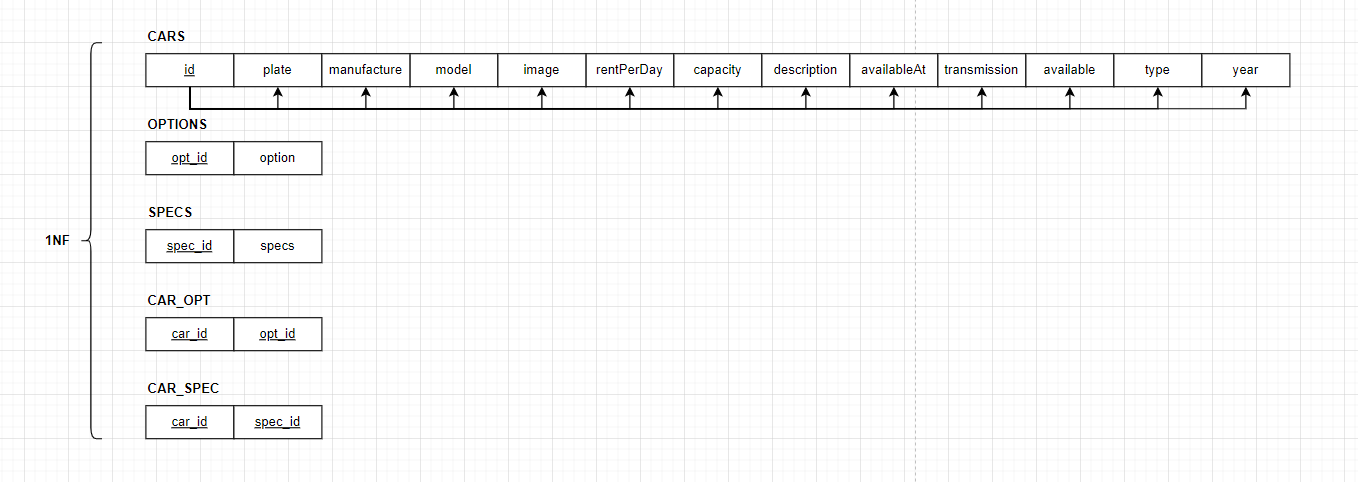 CARS
id plate manufacture model image rentPerDay capacity description availableAt transmission available type year
OPTIONS
opt_id option
SPECS
1NF
spec_id specs
CAR_OPT
car_id opt_id
CAR_SPEC
car_id spec_id